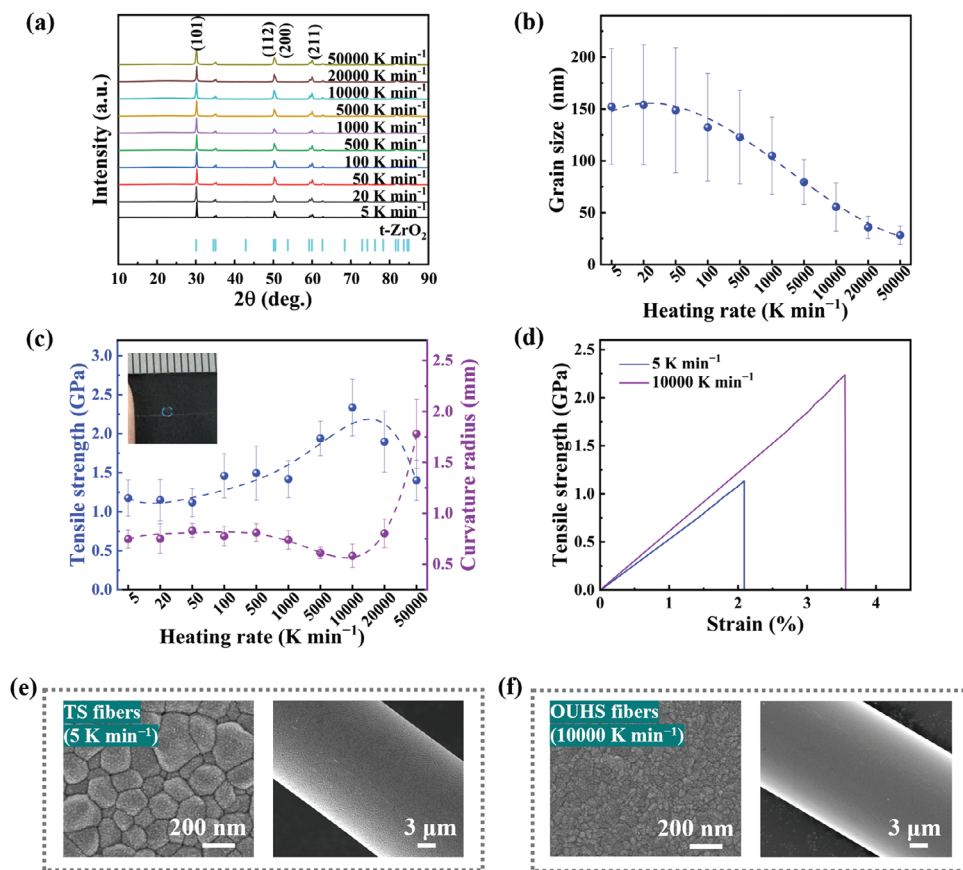 (a)
Intensity (a.u.)
(101)
(112)
(200)
(211)
50000 K min⁻¹
20000 K min⁻¹
10000 K min⁻¹
5000 K min⁻¹
1000 K min⁻¹
500 K min⁻¹
100 K min⁻¹
50 K min⁻¹
20 K min⁻¹
5 K min⁻¹
t-ZrO₂
10 20 30 40 50 60 70 80 90
2θ (deg.)
(b)
Grain size (nm)
250
200
150
100
50
0
5 20 50 100 500 1000 5000 10000 20000 50000
Heating rate (K min⁻¹)
(c)
Tensile strength (GPa)
3.0
2.5
2.0
1.5
1.0
0.5
0.0
2.5
2.0
1.5
1.0
0.5
Curvature radius (mm)
5 20 50 100 500 1000 5000 10000 20000 50000
Heating rate (K min⁻¹)
(d)
Tensile strength (GPa)
2.5
2.0
1.5
1.0
0.5
0.0
5 K min⁻¹
10000 K min⁻¹
0 1 2 3 4
Strain (%)
(e)
TS fibers
(5 K min⁻¹)
200 nm
3 μm
(f)
OUHS fibers
(10000 K min⁻¹)
200 nm
3 μm